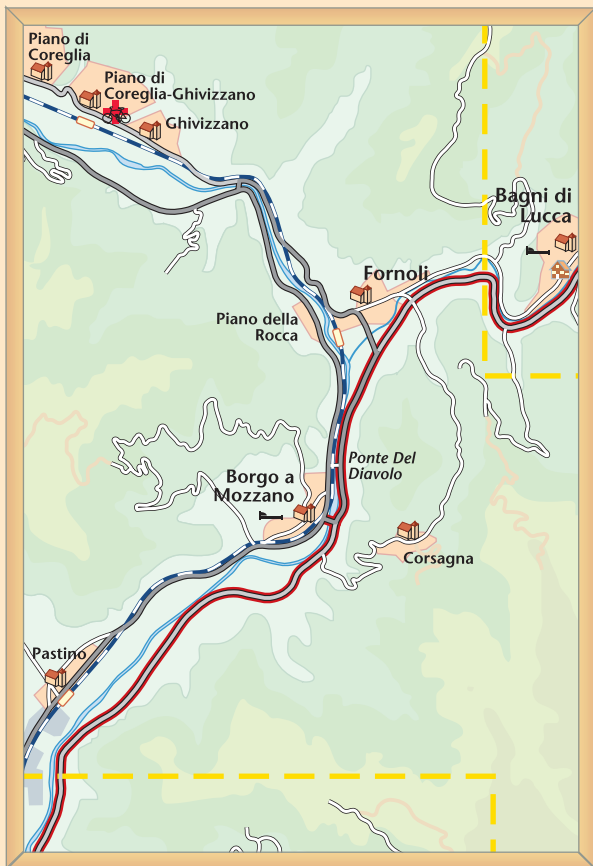 Piano di
Coreglia
Piano di
Coreglia-Ghivizzano
Ghivizzano
Bagni di
Lucca
Fornoli
Piano della
Rocca
Ponte Del
Diavolo
Borgo a
Mozzano
Corsagna
Pastino